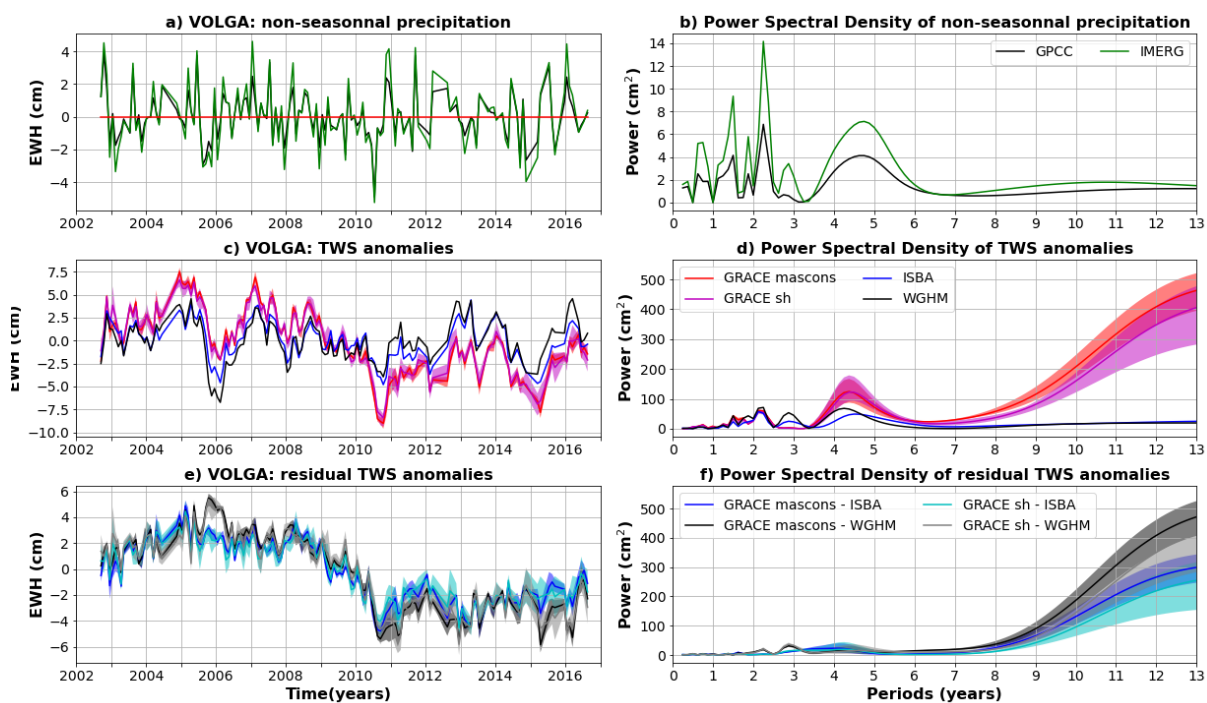 a) VOLGA: non-seasonnal precipitation
EWH (cm)
4
2
0
−2
−4
2002 2004 2006 2008 2010 2012 2014 2016
b) Power Spectral Density of non-seasonnal precipitation
Power (cm²)
14
12
10
8
6
4
2
0
GPCC IMERG
0 1 2 3 4 5 6 7 8 9 10 11 12 13
c) VOLGA: TWS anomalies
EWH (cm)
7.5
5.0
2.5
0.0
−2.5
−5.0
−7.5
−10.0
2002 2004 2006 2008 2010 2012 2014 2016
d) Power Spectral Density of TWS anomalies
Power (cm²)
500
400
300
200
100
0
GRACE mascons ISBA
GRACE sh WGHM
0 1 2 3 4 5 6 7 8 9 10 11 12 13
e) VOLGA: residual TWS anomalies
EWH (cm)
6
4
2
0
−2
−4
−6
2002 2004 2006 2008 2010 2012 2014 2016
Time(years)
f) Power Spectral Density of residual TWS anomalies
Power (cm²)
500
400
300
200
100
0
GRACE mascons - ISBA GRACE sh - ISBA
GRACE mascons - WGHM GRACE sh - WGHM
0 1 2 3 4 5 6 7 8 9 10 11 12 13
Periods (years)